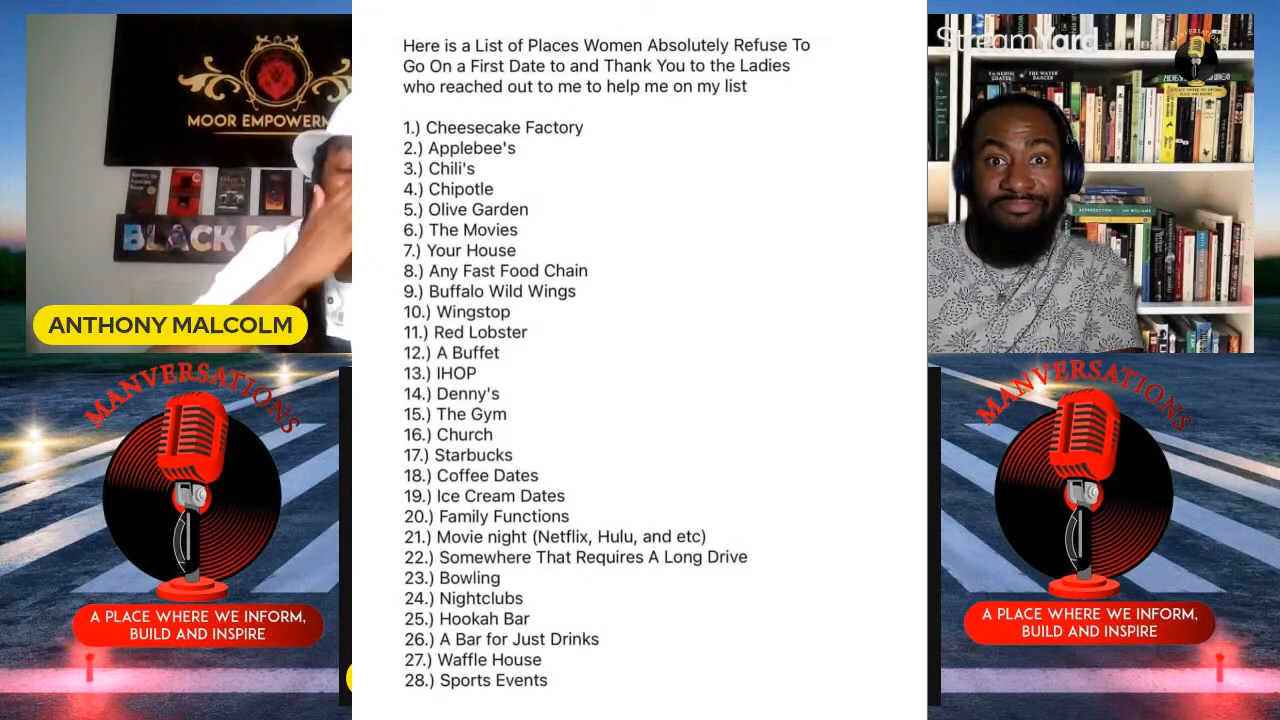 StreamYard
MANVERSATIONS
MOOR EMPOWERM
BLACK
ANTHONY MALCOLM
Here is a List of Places Women Absolutely Refuse To
Go On a First Date to and Thank You to the Ladies
who reached out to me to help me on my list
1.) Cheesecake Factory
2.) Applebee's
3.) Chili's
4.) Chipotle
5.) Olive Garden
6.) The Movies
7.) Your House
8.) Any Fast Food Chain
9.) Buffalo Wild Wings
10.) Wingstop
11.) Red Lobster
12.) A Buffet
13.) IHOP
14.) Denny's
15.) The Gym
16.) Church
17.) Starbucks
18.) Coffee Dates
19.) Ice Cream Dates
20.) Family Functions
21.) Movie night (Netflix, Hulu, and etc)
22.) Somewhere That Requires A Long Drive
23.) Bowling
24.) Nightclubs
25.) Hookah Bar
26.) A Bar for Just Drinks
27.) Waffle House
28.) Sports Events
MANVERSATIONS
A PLACE WHERE WE INFORM,
BUILD AND INSPIRE
MANVERSATIONS
A PLACE WHERE WE INFORM,
BUILD AND INSPIRE